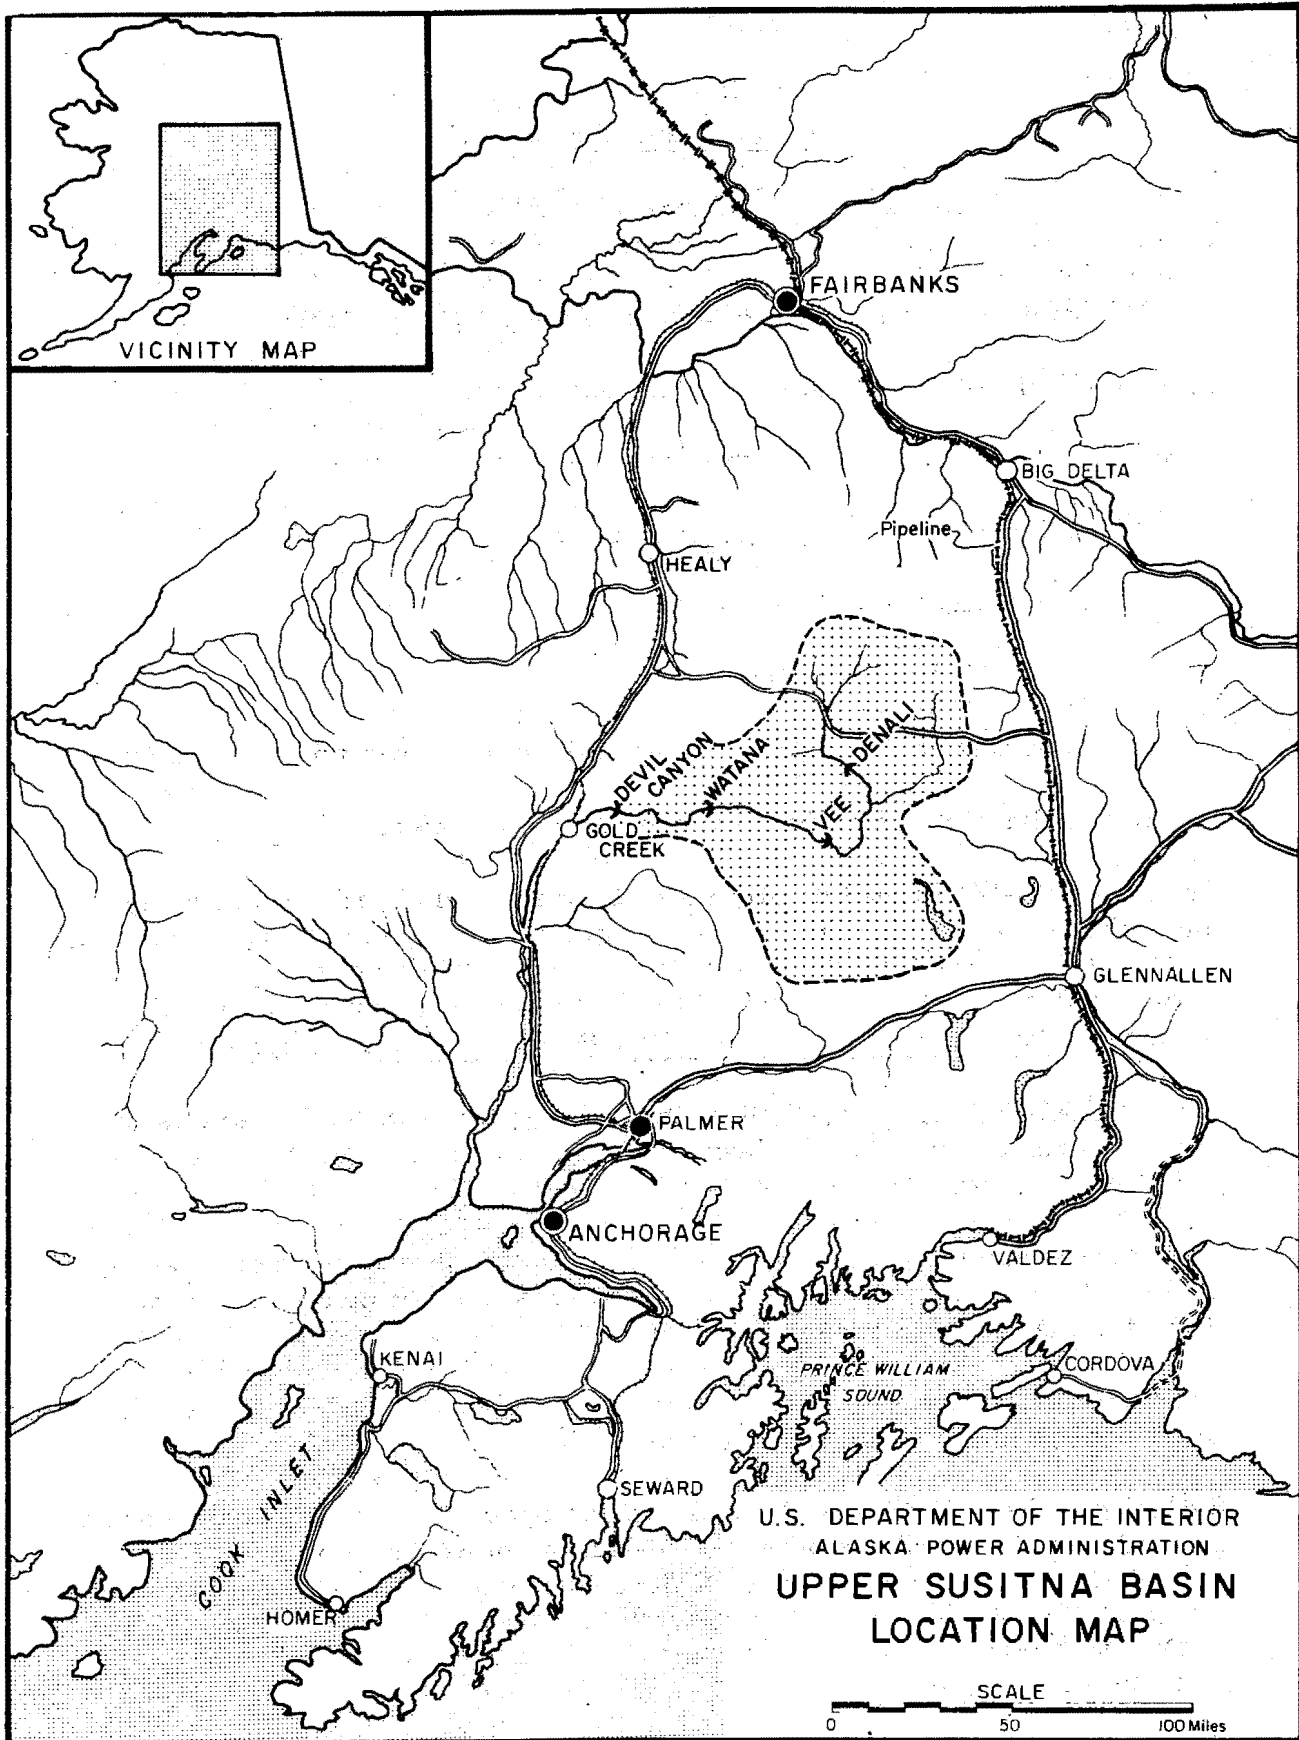 VICINITY MAP
FAIRBANKS
BIG DELTA
Pipeline
HEALY
DEVIL
CANYON
WATANA
DENALI
VEE
GOLD
CREEK
GLENNALLEN
PALMER
ANCHORAGE
VALDEZ
KENAI
CORDOVA
PRINCE WILLIAM
SOUND
COOK INLET
SEWARD
HOMER
U.S. DEPARTMENT OF THE INTERIOR
ALASKA POWER ADMINISTRATION
UPPER SUSITNA BASIN
LOCATION MAP
SCALE
0 50 100 Miles